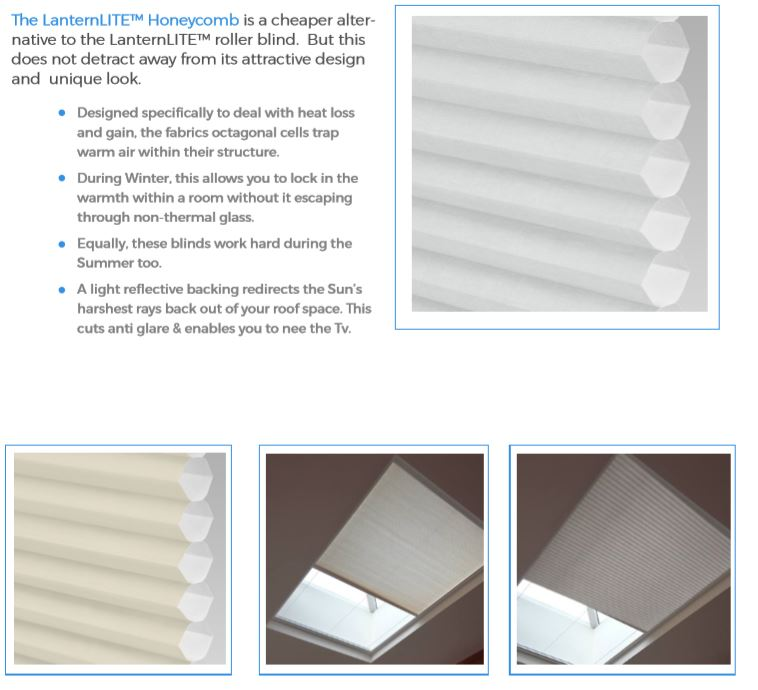 The LanternLITE™ Honeycomb is a cheaper alter-
native to the LanternLITE™ roller blind.  But this
does not detract away from its attractive design
and  unique look.
• Designed specifically to deal with heat loss
and gain, the fabrics octagonal cells trap
warm air within their structure.
• During Winter, this allows you to lock in the
warmth within a room without it escaping
through non-thermal glass.
• Equally, these blinds work hard during the
Summer too.
• A light reflective backing redirects the Sun's
harshest rays back out of your roof space. This
cuts anti glare & enables you to nee the Tv.